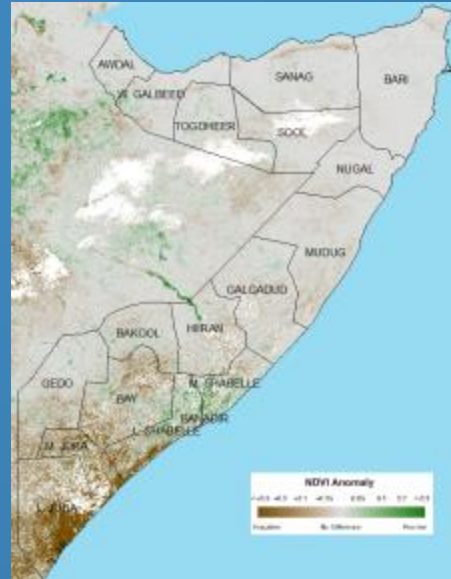 AWDAL
W. GALBEED
TOGDHEER
SANAG
BARI
SOOL
NUGAL
MUDUG
GALGADUD
HIIRAN
BAKOOL
GEDO
BAY
M. SHABELLE
BANADIR
L. SHABELLE
M. JUBA
L. JUBA
NDVI Anomaly
No Difference